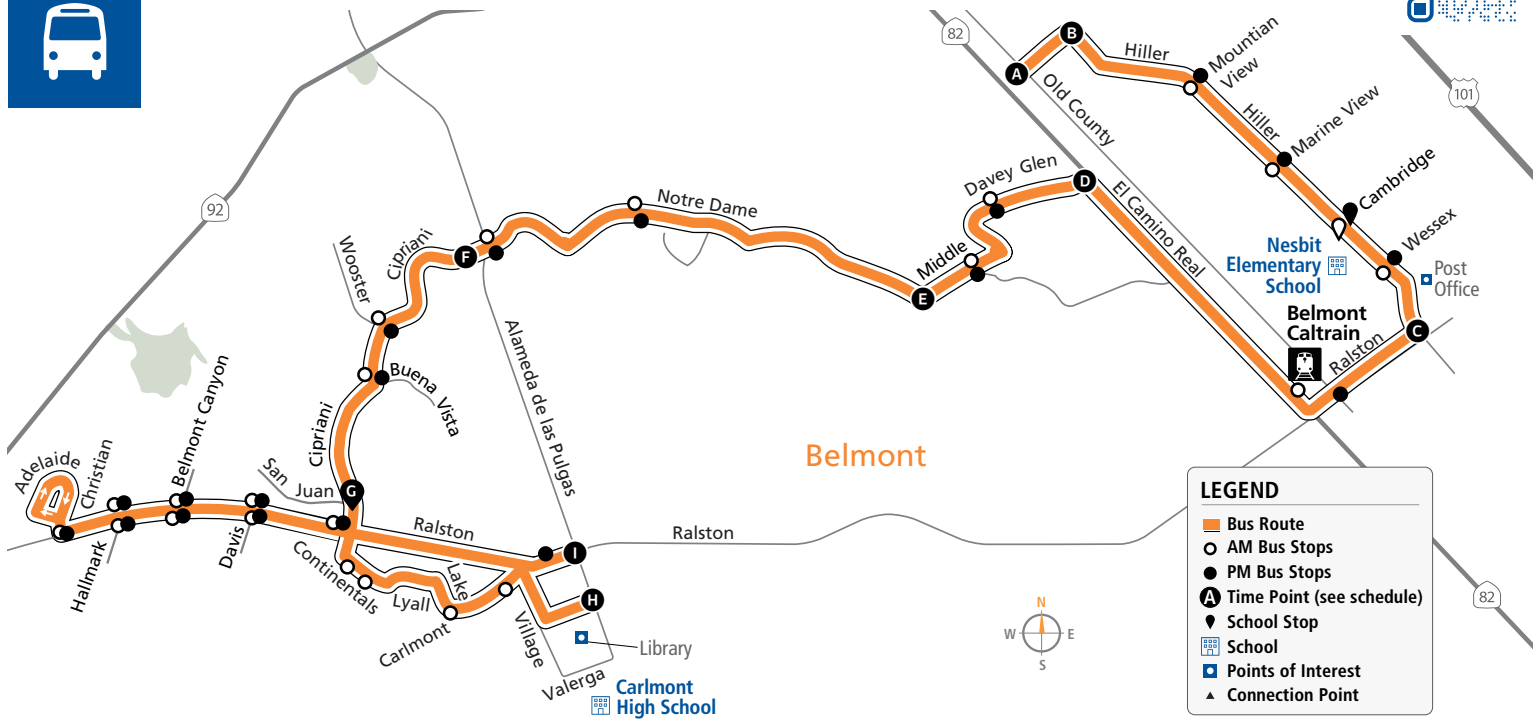 82
A
B
Hiller
Mountian
View
Old County
101
Hiller
Marine View
Cambridge
Wessex
Nesbit
Elementary
School
Post
Office
Belmont
Caltrain
C
Ralston
El Camino Real
D
Davey Glen
Middle
E
Notre Dame
92
F
Cipriani
Wooster
Buena Vista
Alameda de las Pulgas
Cipriani
Belmont
Belmont Canyon
Adelaide
Christian
San Juan
G
Hallmark
Davis
Ralston
Continentals
Lyall
Lake
Carlmont
Village
I
H
Ralston
Library
Valerga
Carlmont
High School
N
W
E
S
82
LEGEND
Bus Route
AM Bus Stops
PM Bus Stops
A Time Point (see schedule)
School Stop
School
Points of Interest
Connection Point